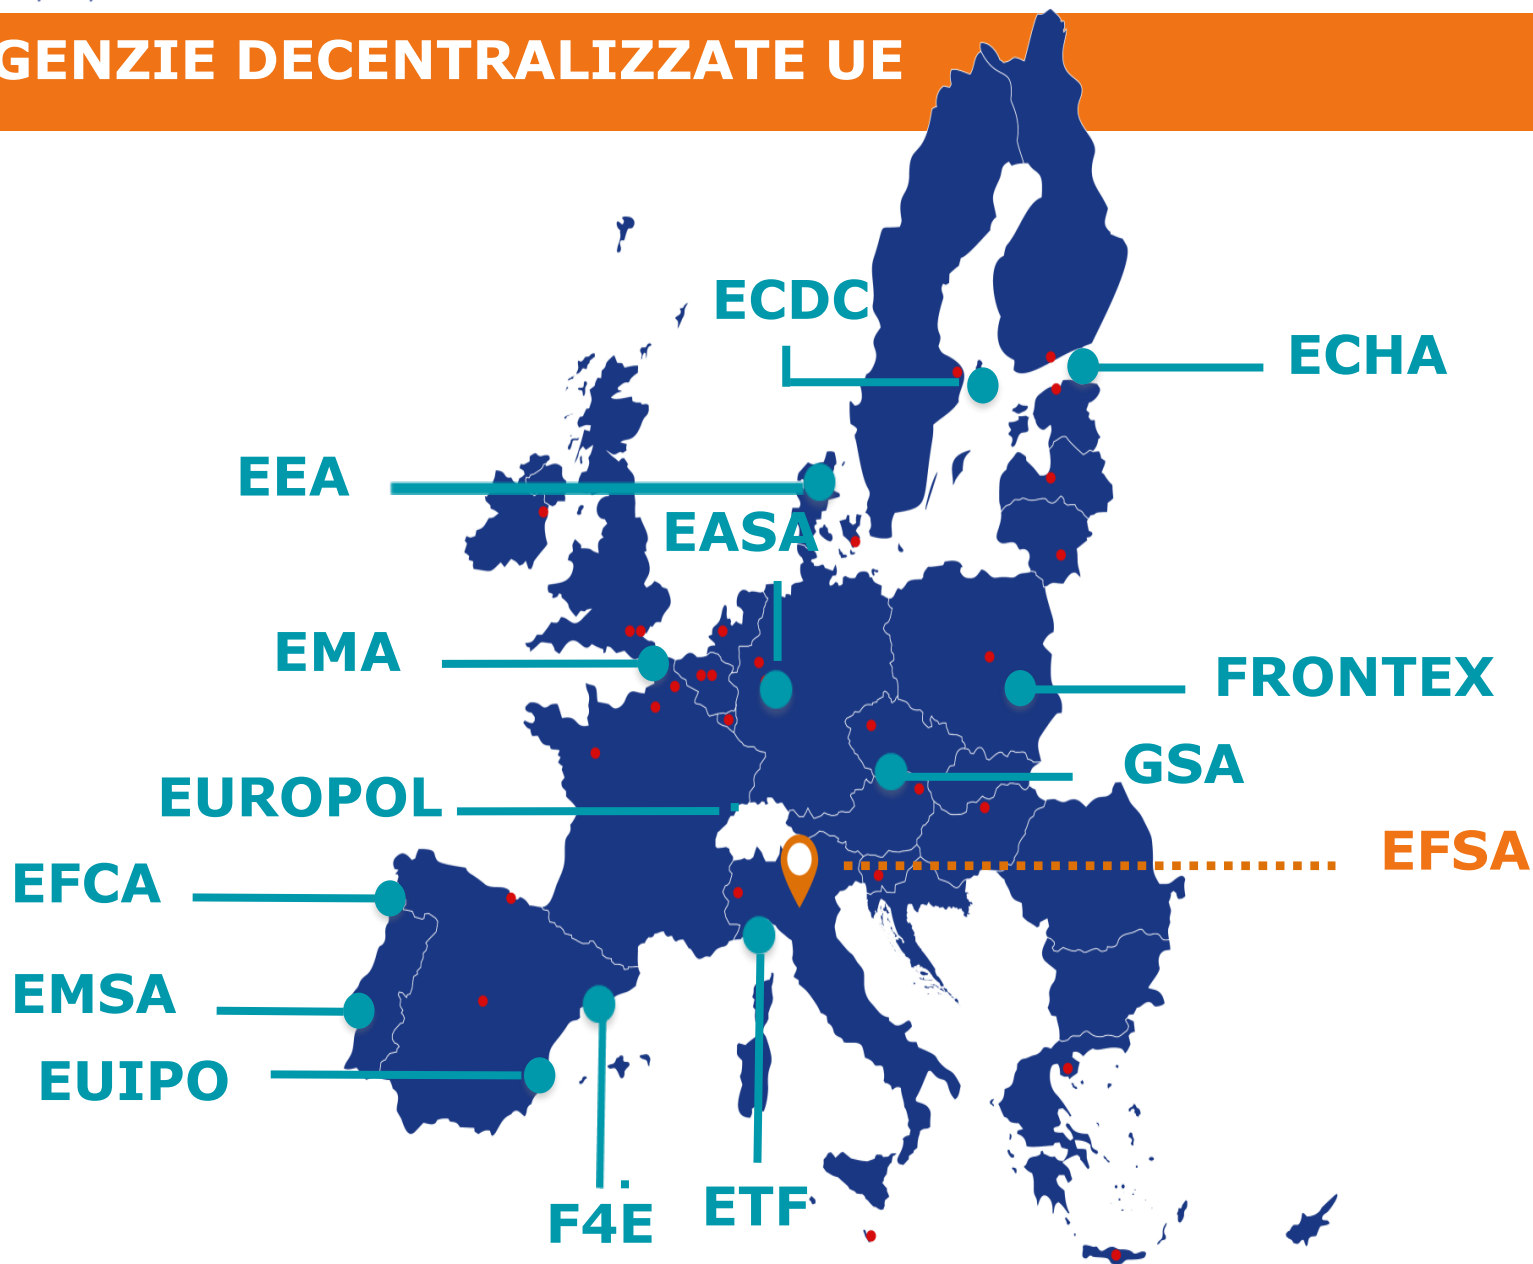 GENZIE DECENTRALIZZATE UE
ECDC
ECHA
EEA
EASA
EMA
FRONTEX
GSA
EUROPOL
EFSA
EFCA
EMSA
EUIPO
ETF
F4E